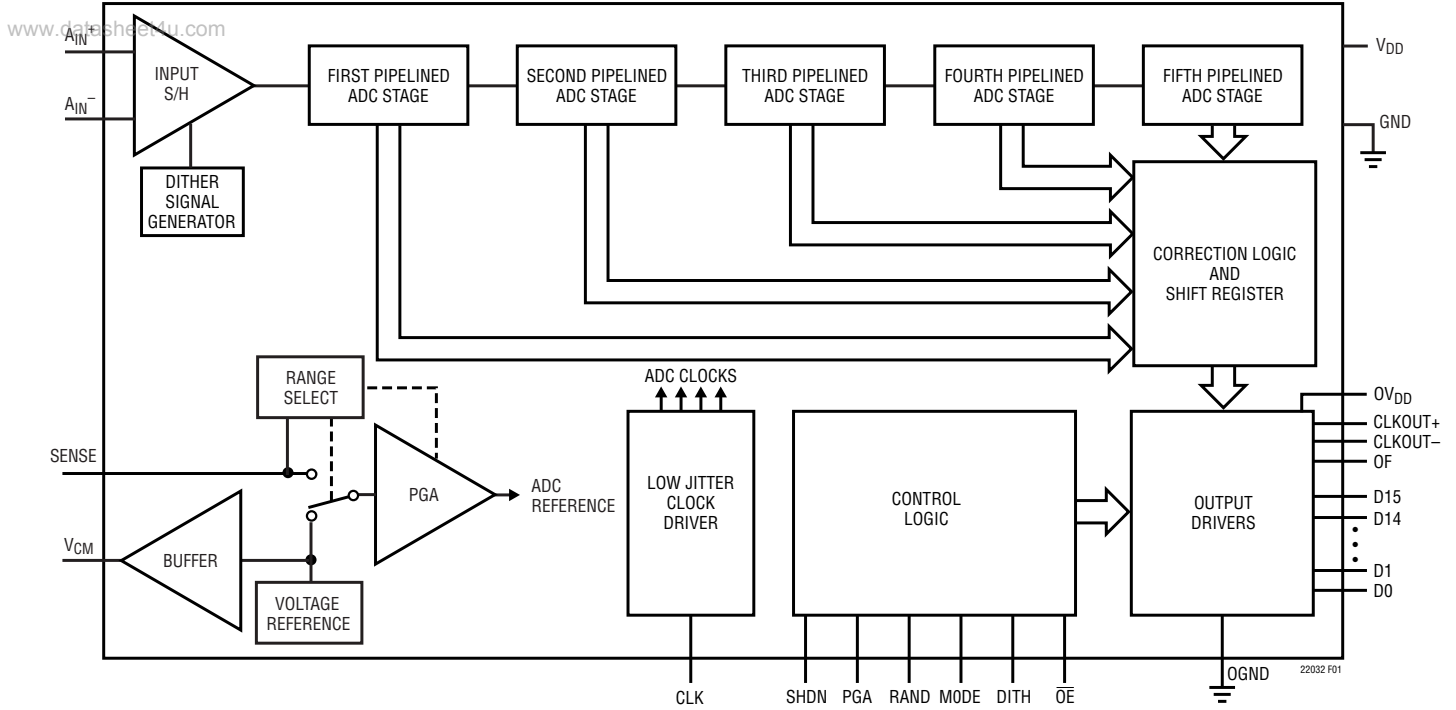 www.datasheet4u.com
AIN+
INPUT
S/H
AIN–
DITHER
SIGNAL
GENERATOR
FIRST PIPELINED
ADC STAGE
SECOND PIPELINED
ADC STAGE
THIRD PIPELINED
ADC STAGE
FOURTH PIPELINED
ADC STAGE
FIFTH PIPELINED
ADC STAGE
VDD
GND
CORRECTION LOGIC
AND
SHIFT REGISTER
RANGE
SELECT
SENSE
PGA
ADC
REFERENCE
VCM
BUFFER
VOLTAGE
REFERENCE
ADC CLOCKS
LOW JITTER
CLOCK
DRIVER
CONTROL
LOGIC
OUTPUT
DRIVERS
OVDD
CLKOUT+
CLKOUT–
OF
D15
D14
D1
D0
CLK
SHDN PGA RAND MODE DITH O̅E̅
OGND
22032 F01